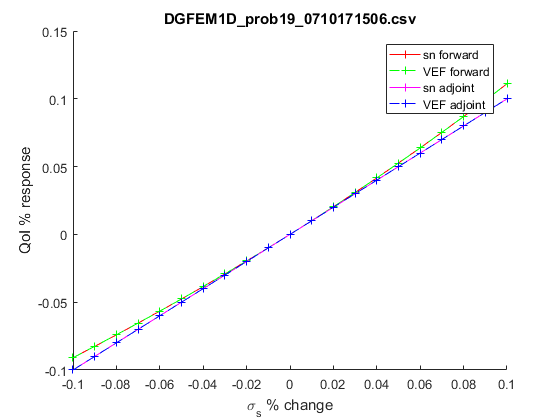 DGFEM1D_prob19_0710171506.csv
0.15
0.1
0.05
0
-0.05
-0.1
QoI % response
sn forward
VEF forward
sn adjoint
VEF adjoint
-0.1 -0.08 -0.06 -0.04 -0.02 0 0.02 0.04 0.06 0.08 0.1
σs % change